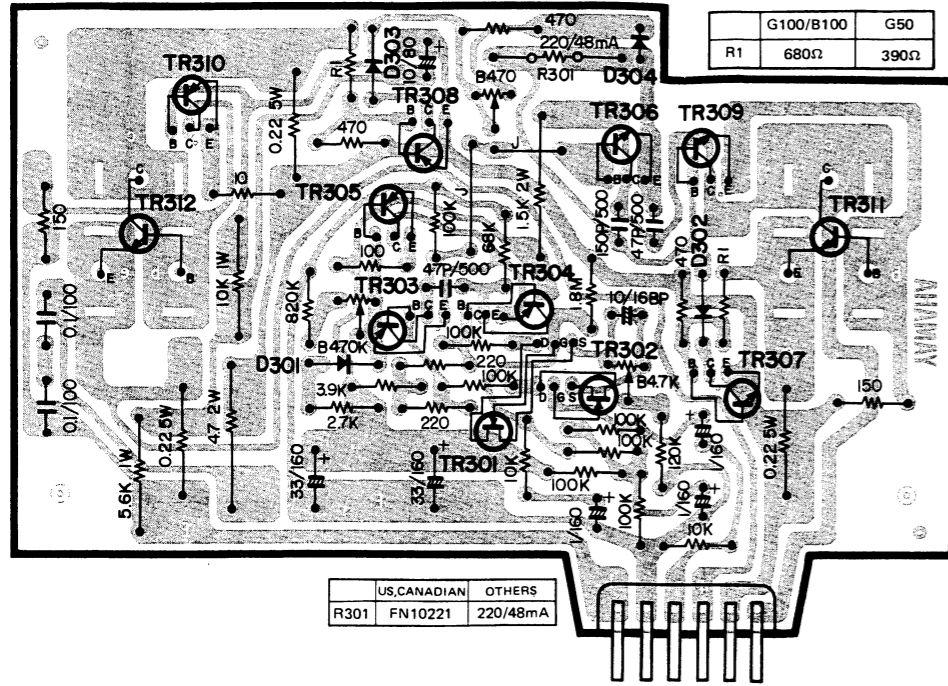 G100/B100 G50
R1 680Ω 390Ω
470
220/48mA
R301
D304
R1
D303
10/80
+
B470
TR310
0.22 5W
TR308
B C E
470
J
J
TR306
TR309
B C E
B C E
B C E
C
10
TR312
150
E
B
TR305
B C E
100K
68K
1.5K 2W
150P/500
47P/500
D302
470
R1
C
TR311
E
B
10K 1W
100
47P/500
820K
TR303
B C E B C E
TR304
1.8M
10/16BP
0.1/100
0.1/100
B470K
D301
100K
220
100K
D G S
D G S
TR302
B4.7K
B C E
TR307
3.9K
2.7K
220
TR301
10K
100K
100K
100K
120K
1/160
+
150
0.22 5W
5.6K 1W
0.22 5W
4.7 2W
33/160
+
33/160
+
1/160
+
100K
1/160
+
10K
US,CANADIAN OTHERS
R301 FN10221 220/48mA